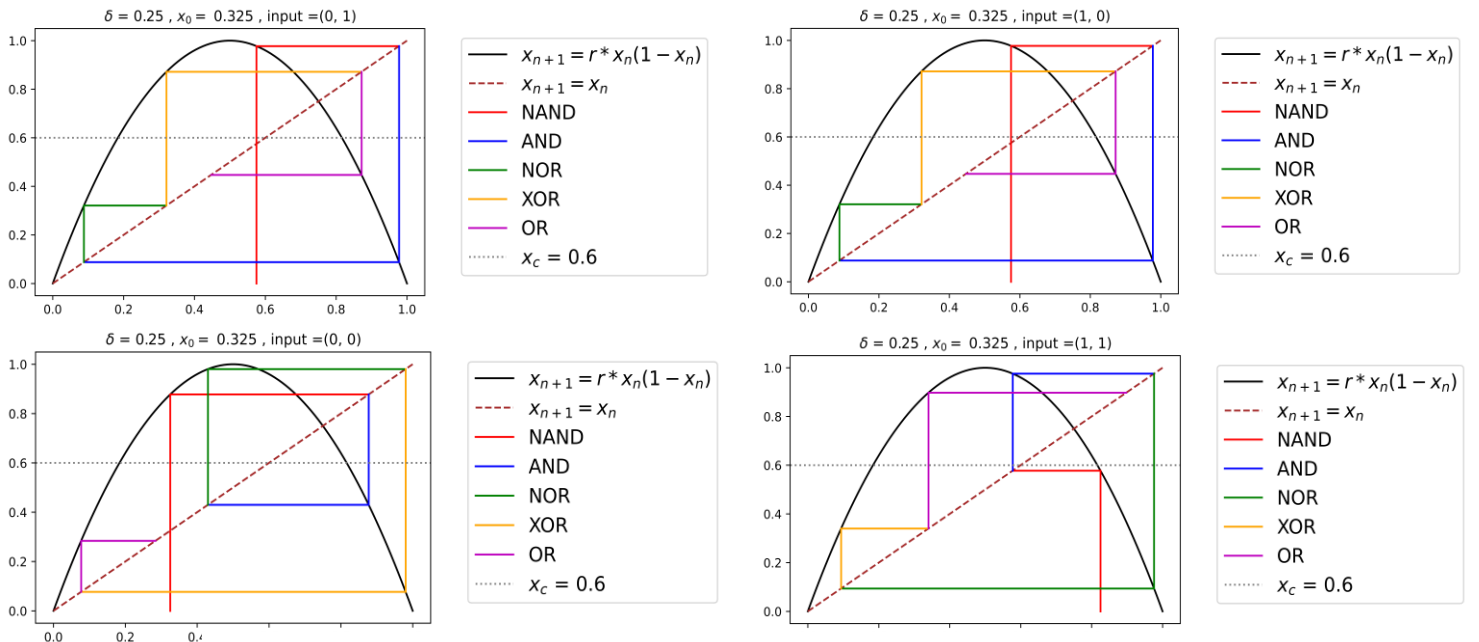 δ = 0.25 , x₀ = 0.325 , input =(0, 1)
1.0
0.8
0.6
0.4
0.2
0.0
0.0 0.2 0.4 0.6 0.8 1.0
xₙ₊₁ = r * xₙ(1 − xₙ)
xₙ₊₁ = xₙ
NAND
AND
NOR
XOR
OR
x_c = 0.6
δ = 0.25 , x₀ = 0.325 , input =(1, 0)
1.0
0.8
0.6
0.4
0.2
0.0
0.0 0.2 0.4 0.6 0.8 1.0
xₙ₊₁ = r * xₙ(1 − xₙ)
xₙ₊₁ = xₙ
NAND
AND
NOR
XOR
OR
x_c = 0.6
δ = 0.25 , x₀ = 0.325 , input =(0, 0)
1.0
0.8
0.6
0.4
0.2
0.0
0.0 0.2
xₙ₊₁ = r * xₙ(1 − xₙ)
xₙ₊₁ = xₙ
NAND
AND
NOR
XOR
OR
x_c = 0.6
δ = 0.25 , x₀ = 0.325 , input =(1, 1)
1.0
0.8
0.6
0.4
0.2
0.0
xₙ₊₁ = r * xₙ(1 − xₙ)
xₙ₊₁ = xₙ
NAND
AND
NOR
XOR
OR
x_c = 0.6